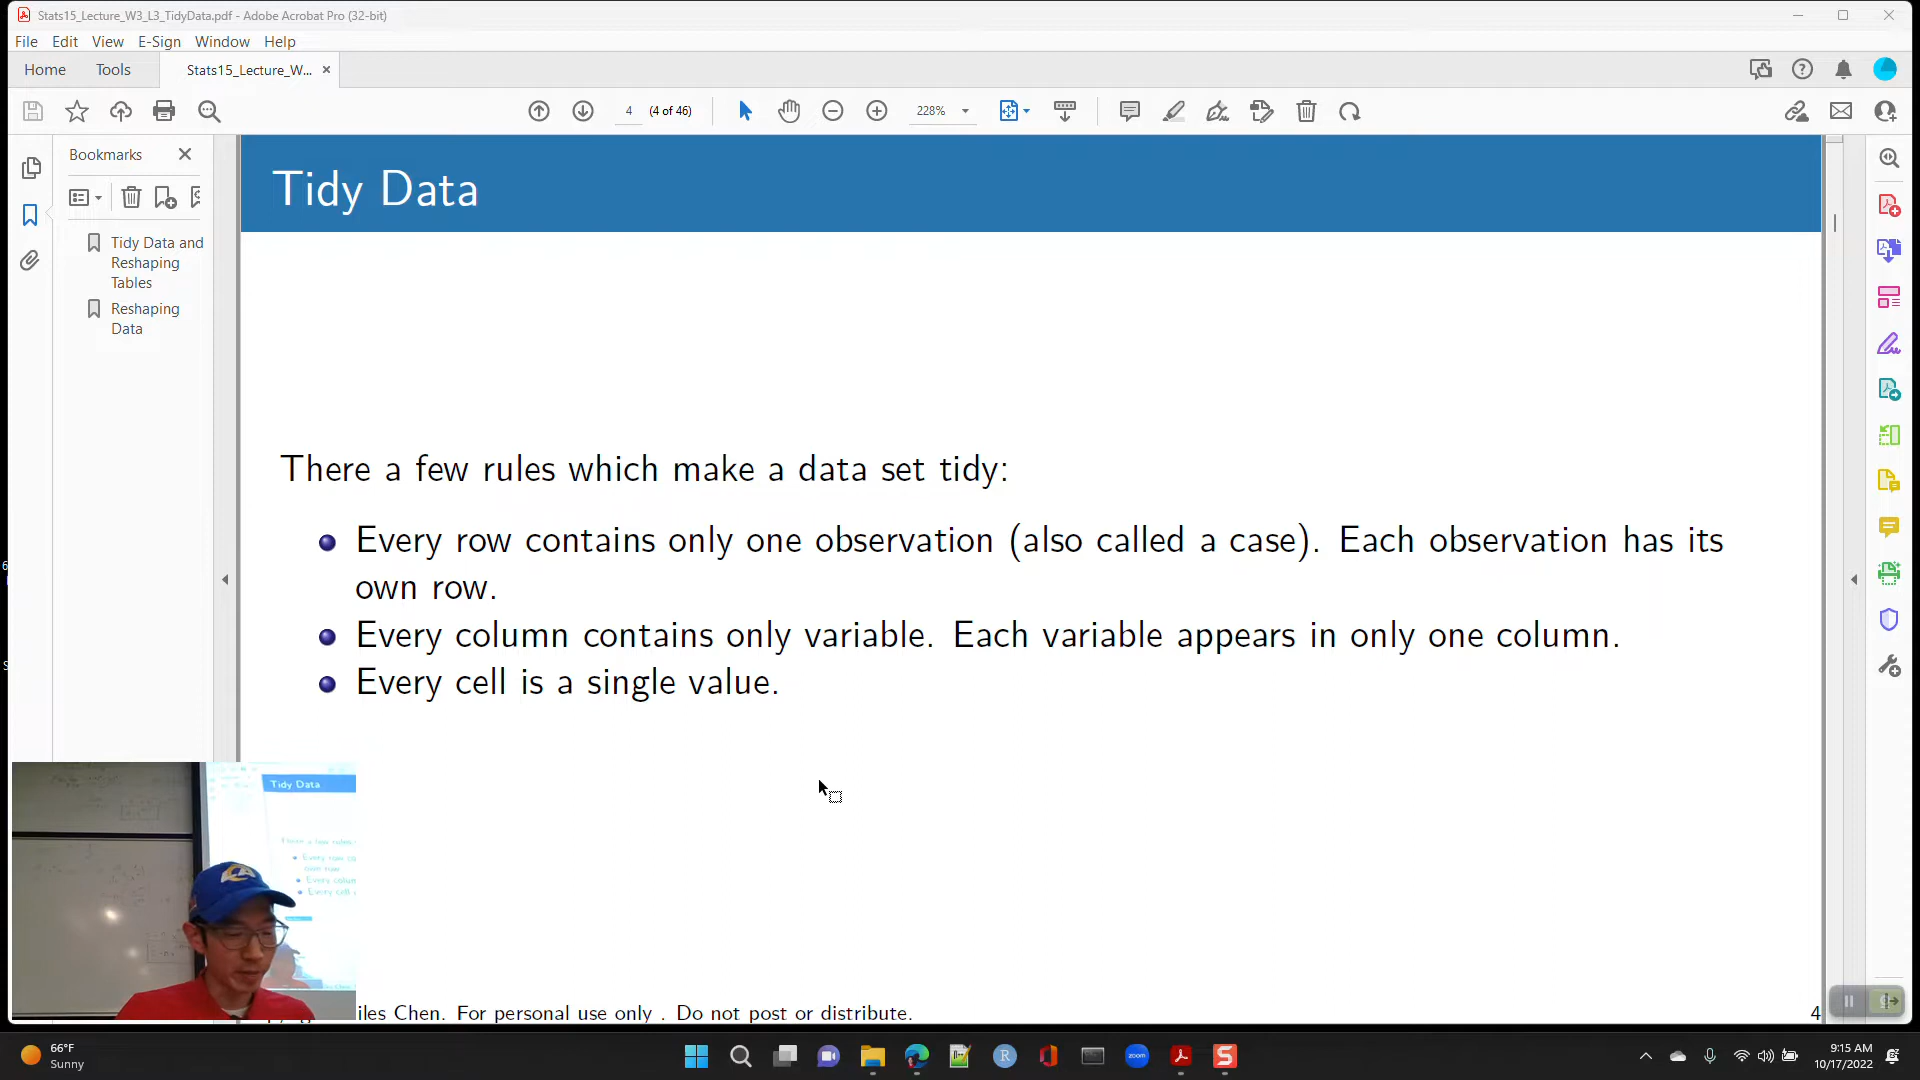 Stats15_Lecture_W3_L3_TidyData.pdf - Adobe Acrobat Pro (32-bit)
File Edit View E-Sign Window Help
Home Tools Stats15_Lecture_W...
4 (4 of 46) 228%
Bookmarks
Tidy Data and
Reshaping
Tables
Reshaping
Data
Tidy Data
There a few rules which make a data set tidy:
Every row contains only one observation (also called a case). Each observation has its
own row.
Every column contains only variable. Each variable appears in only one column.
Every cell is a single value.
Tidy Data
iles Chen. For personal use only . Do not post or distribute.
4
66°F
Sunny
zoom
9:15 AM
10/17/2022